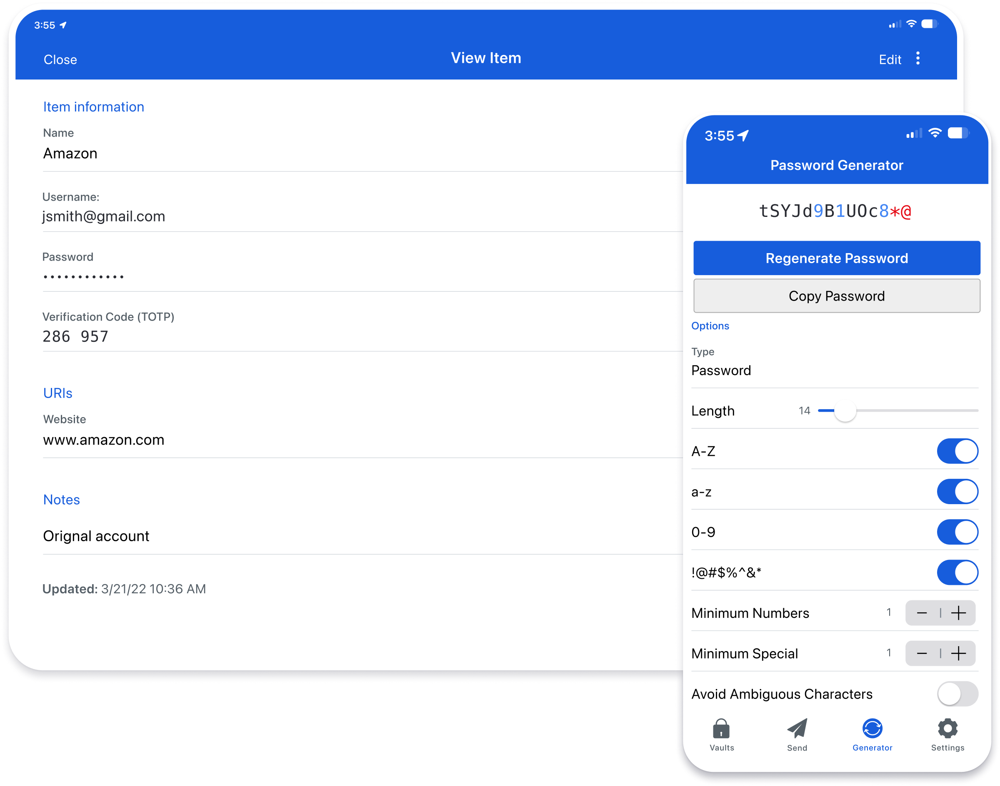 3:55
Close
View Item
Edit
Item information
Name
Amazon
Username:
jsmith@gmail.com
Password
••••••••••••
Verification Code (TOTP)
286 957
URIs
Website
www.amazon.com
Notes
Orignal account
Updated: 3/21/22 10:36 AM
3:55
Password Generator
tSYJd9B1UOc8*@
Regenerate Password
Copy Password
Options
Type
Password
Length 14
A-Z
a-z
0-9
!@#$%^&*
Minimum Numbers 1
Minimum Special 1
Avoid Ambiguous Characters
Vaults
Send
Generator
Settings